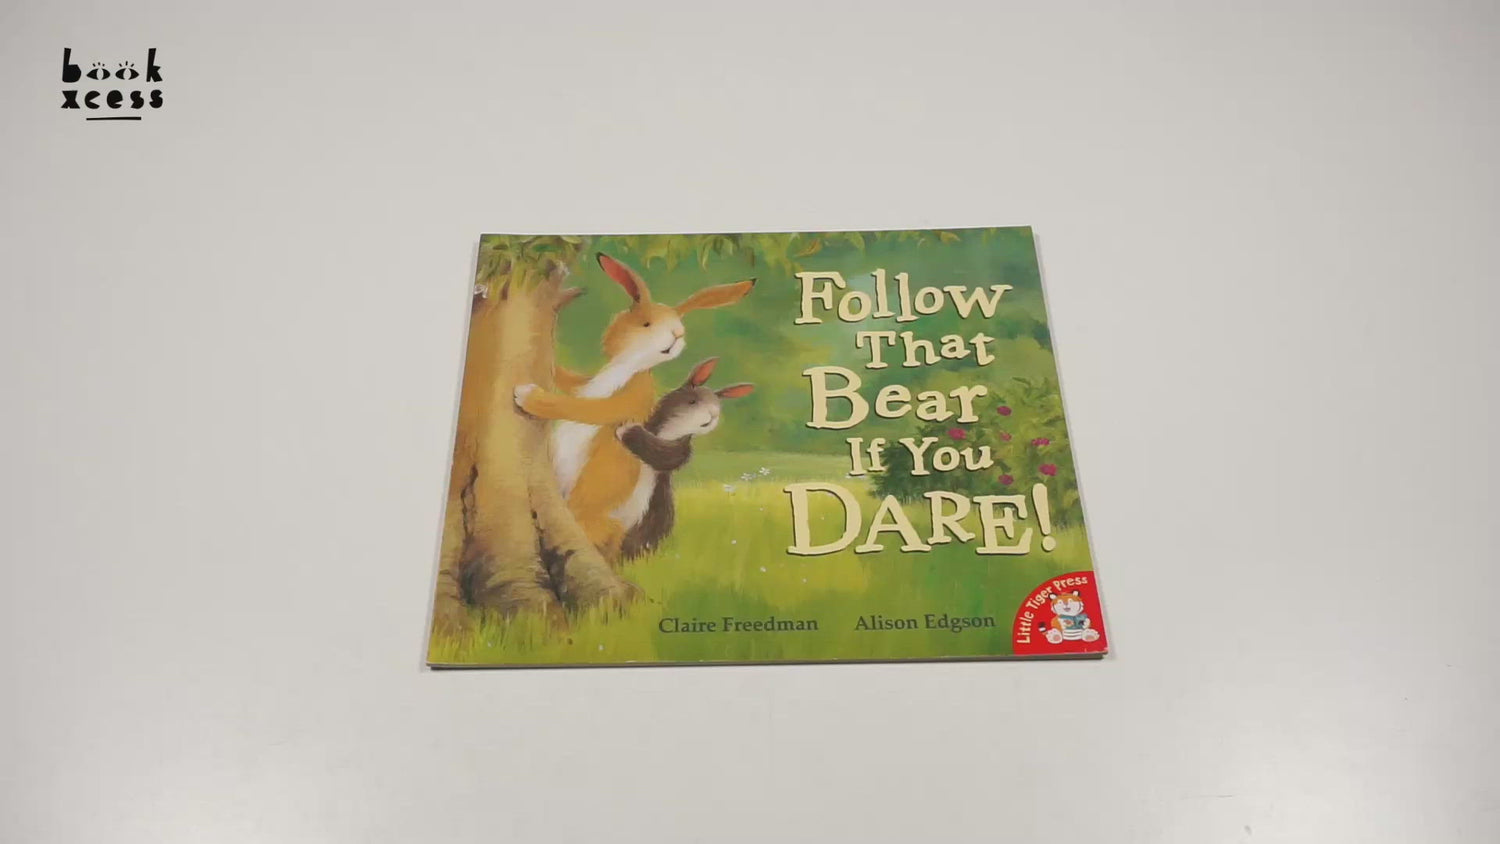 book
xcess
Follow
That
Bear
If You
DARE!
Claire Freedman
Alison Edgson
Little Tiger Press